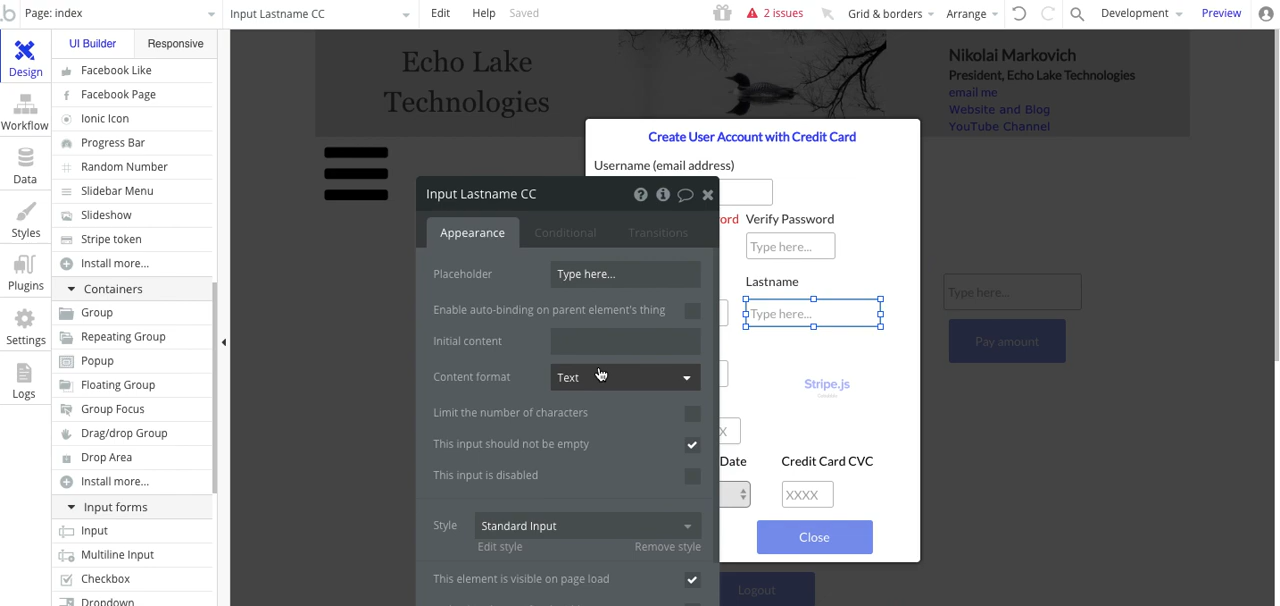 Page: index
Input Lastname CC
Edit
Help
Saved
2 issues
Grid & borders
Arrange
Development
Preview
UI Builder
Responsive
Design
Workflow
Data
Styles
Plugins
Settings
Logs
Facebook Like
Facebook Page
Ionic Icon
Progress Bar
Random Number
Slidebar Menu
Slideshow
Stripe token
Install more...
Containers
Group
Repeating Group
Popup
Floating Group
Group Focus
Drag/drop Group
Drop Area
Install more...
Input forms
Input
Multiline Input
Checkbox
Dropdown
Echo Lake
Technologies
Nikolai Markovich
President, Echo Lake Technologies
email me
Website and Blog
YouTube Channel
Create User Account with Credit Card
Username (email address)
Verify Password
Type here...
Lastname
Type here...
Stripe.js
X
Date
Credit Card CVC
XXXX
Close
Input Lastname CC
Appearance
Conditional
Transitions
Placeholder
Type here...
Enable auto-binding on parent element's thing
Initial content
Content format
Text
Limit the number of characters
This input should not be empty
This input is disabled
Style
Standard Input
Edit style
Remove style
This element is visible on page load
Type here...
Pay amount
Logout